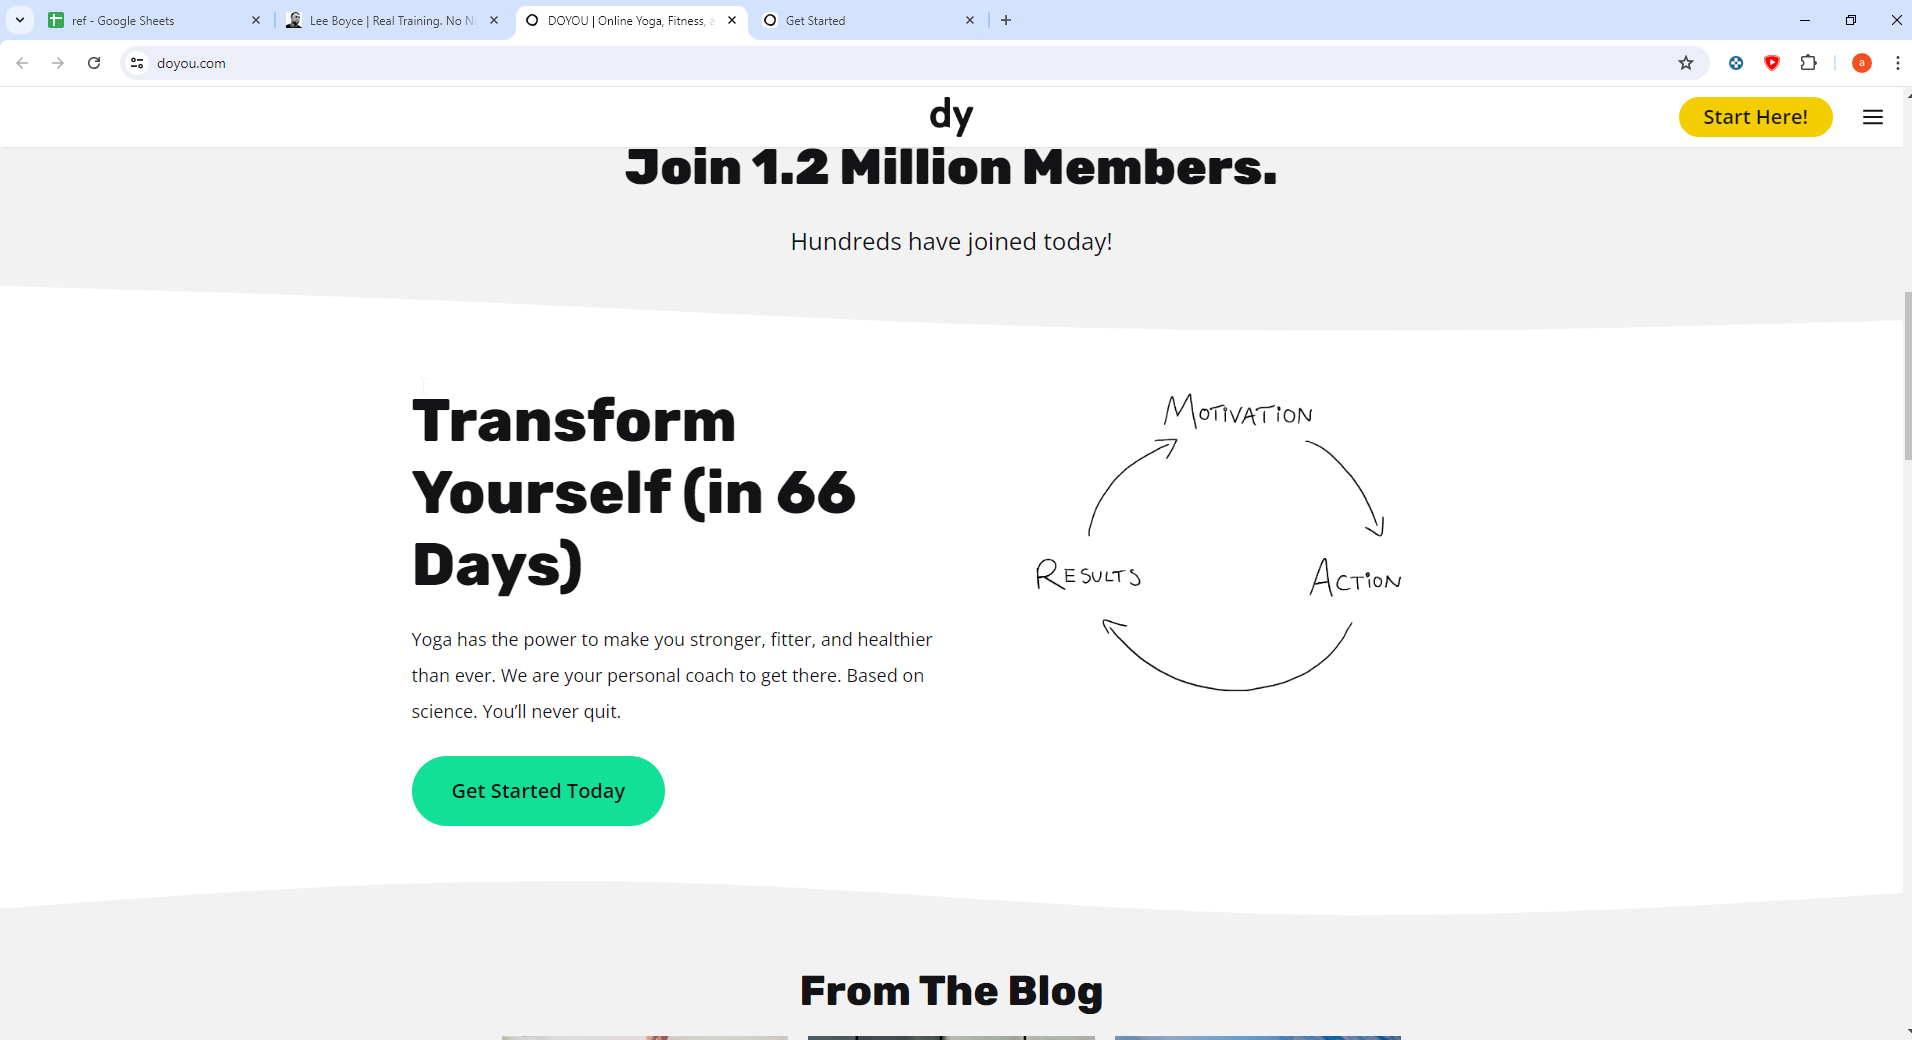 ref - Google Sheets
Lee Boyce | Real Training. No N
DOYOU | Online Yoga, Fitness, a
Get Started
doyou.com
a
dy
Start Here!
Join 1.2 Million Members.
Hundreds have joined today!
Transform
Yourself (in 66
Days)
Yoga has the power to make you stronger, fitter, and healthier
than ever. We are your personal coach to get there. Based on
science. You'll never quit.
Get Started Today
MOTIVATION
RESULTS
ACTION
From The Blog